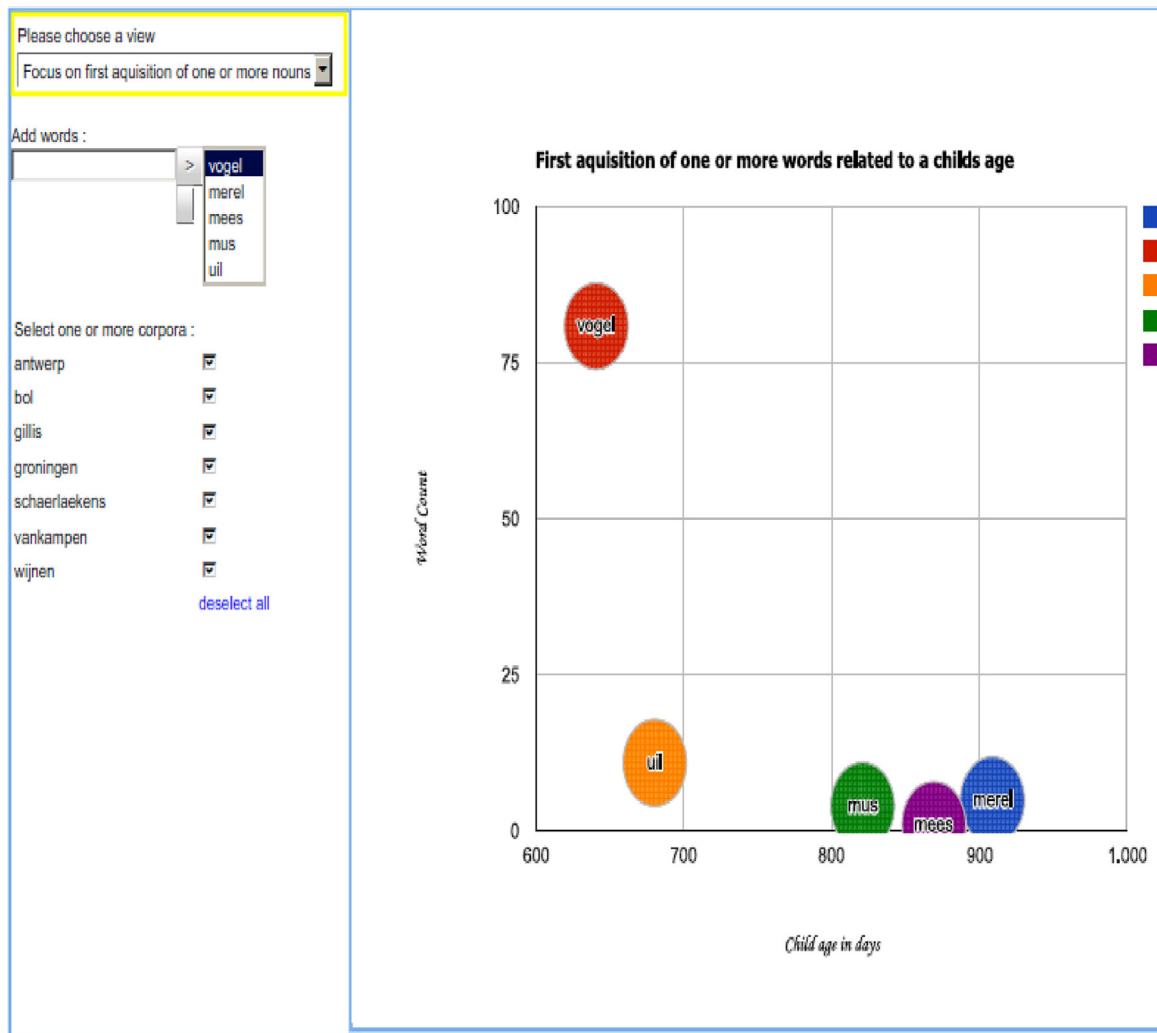 Please choose a view
Focus on first aquisition of one or more nouns
Add words :
>
vogel
merel
mees
mus
uil
Select one or more corpora :
antwerp
bol
gillis
groningen
schaerlaekens
vankampen
wijnen
deselect all
First aquisition of one or more words related to a childs age
100
75
50
25
0
Word Count
vogel
uil
mus
mees
merel
600 700 800 900 1.000
Child age in days